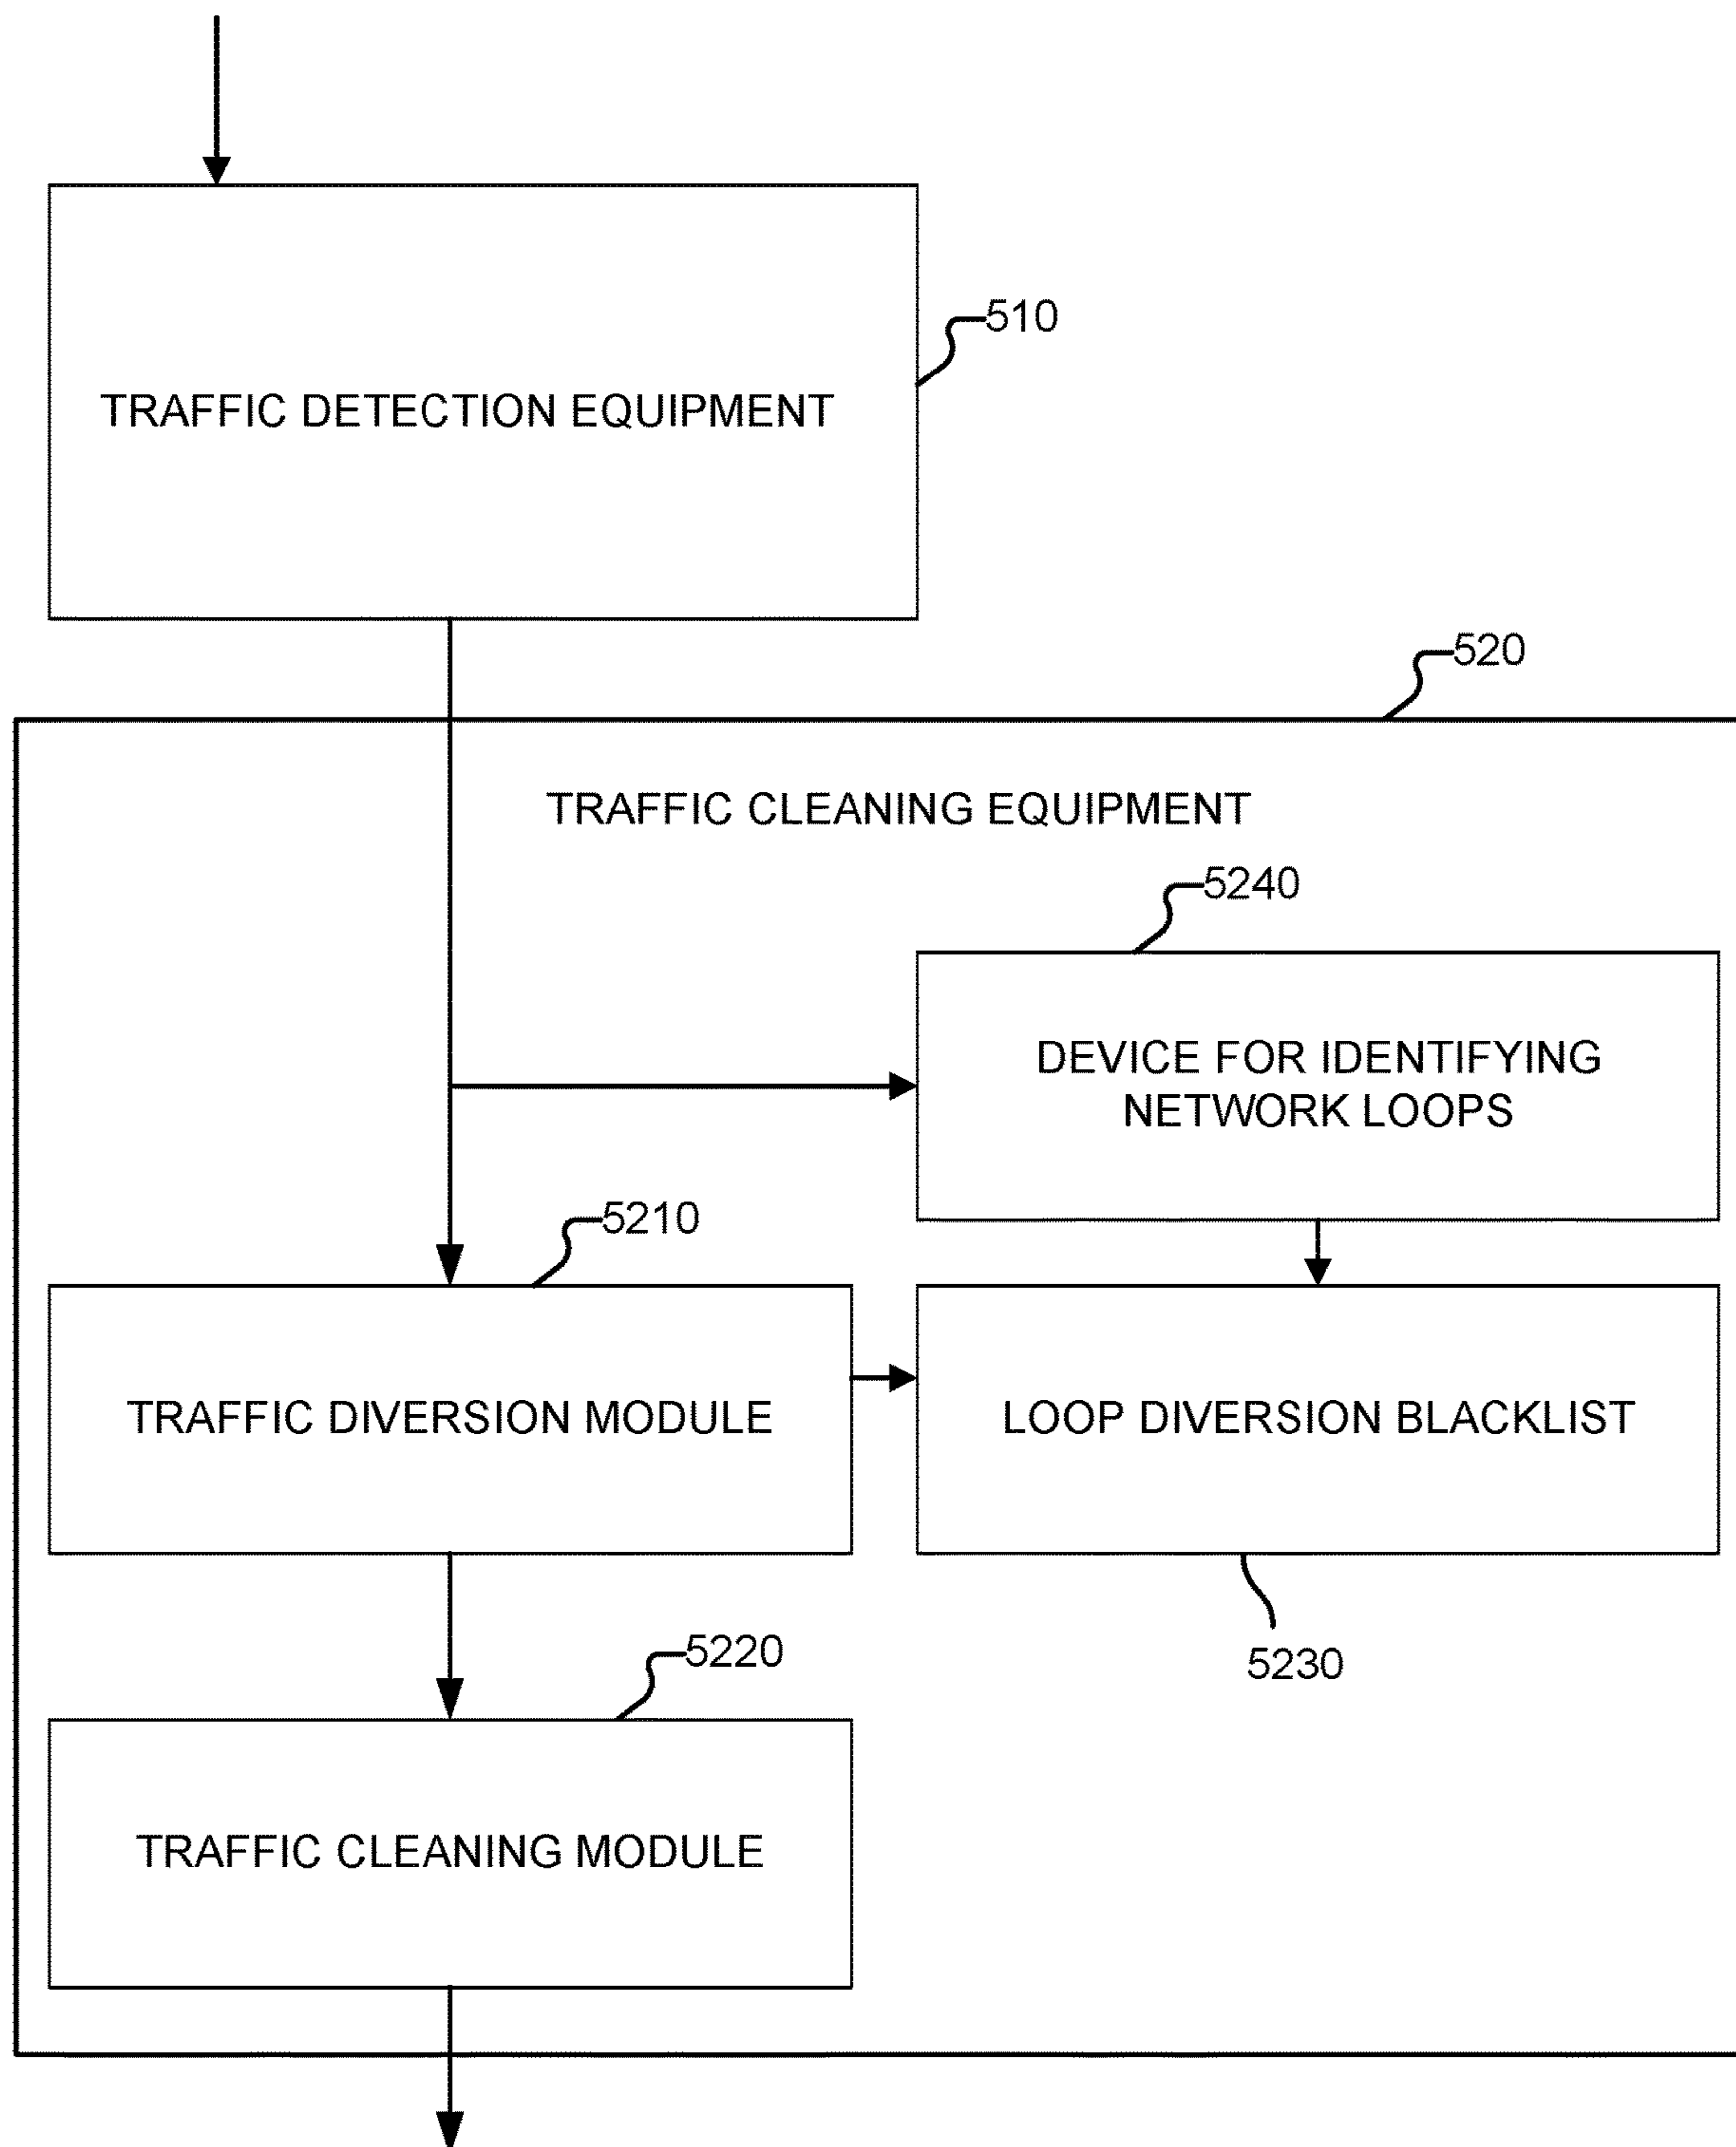 510
TRAFFIC DETECTION EQUIPMENT
520
TRAFFIC CLEANING EQUIPMENT
5240
DEVICE FOR IDENTIFYING
NETWORK LOOPS
5210
TRAFFIC DIVERSION MODULE
LOOP DIVERSION BLACKLIST
5220
5230
TRAFFIC CLEANING MODULE